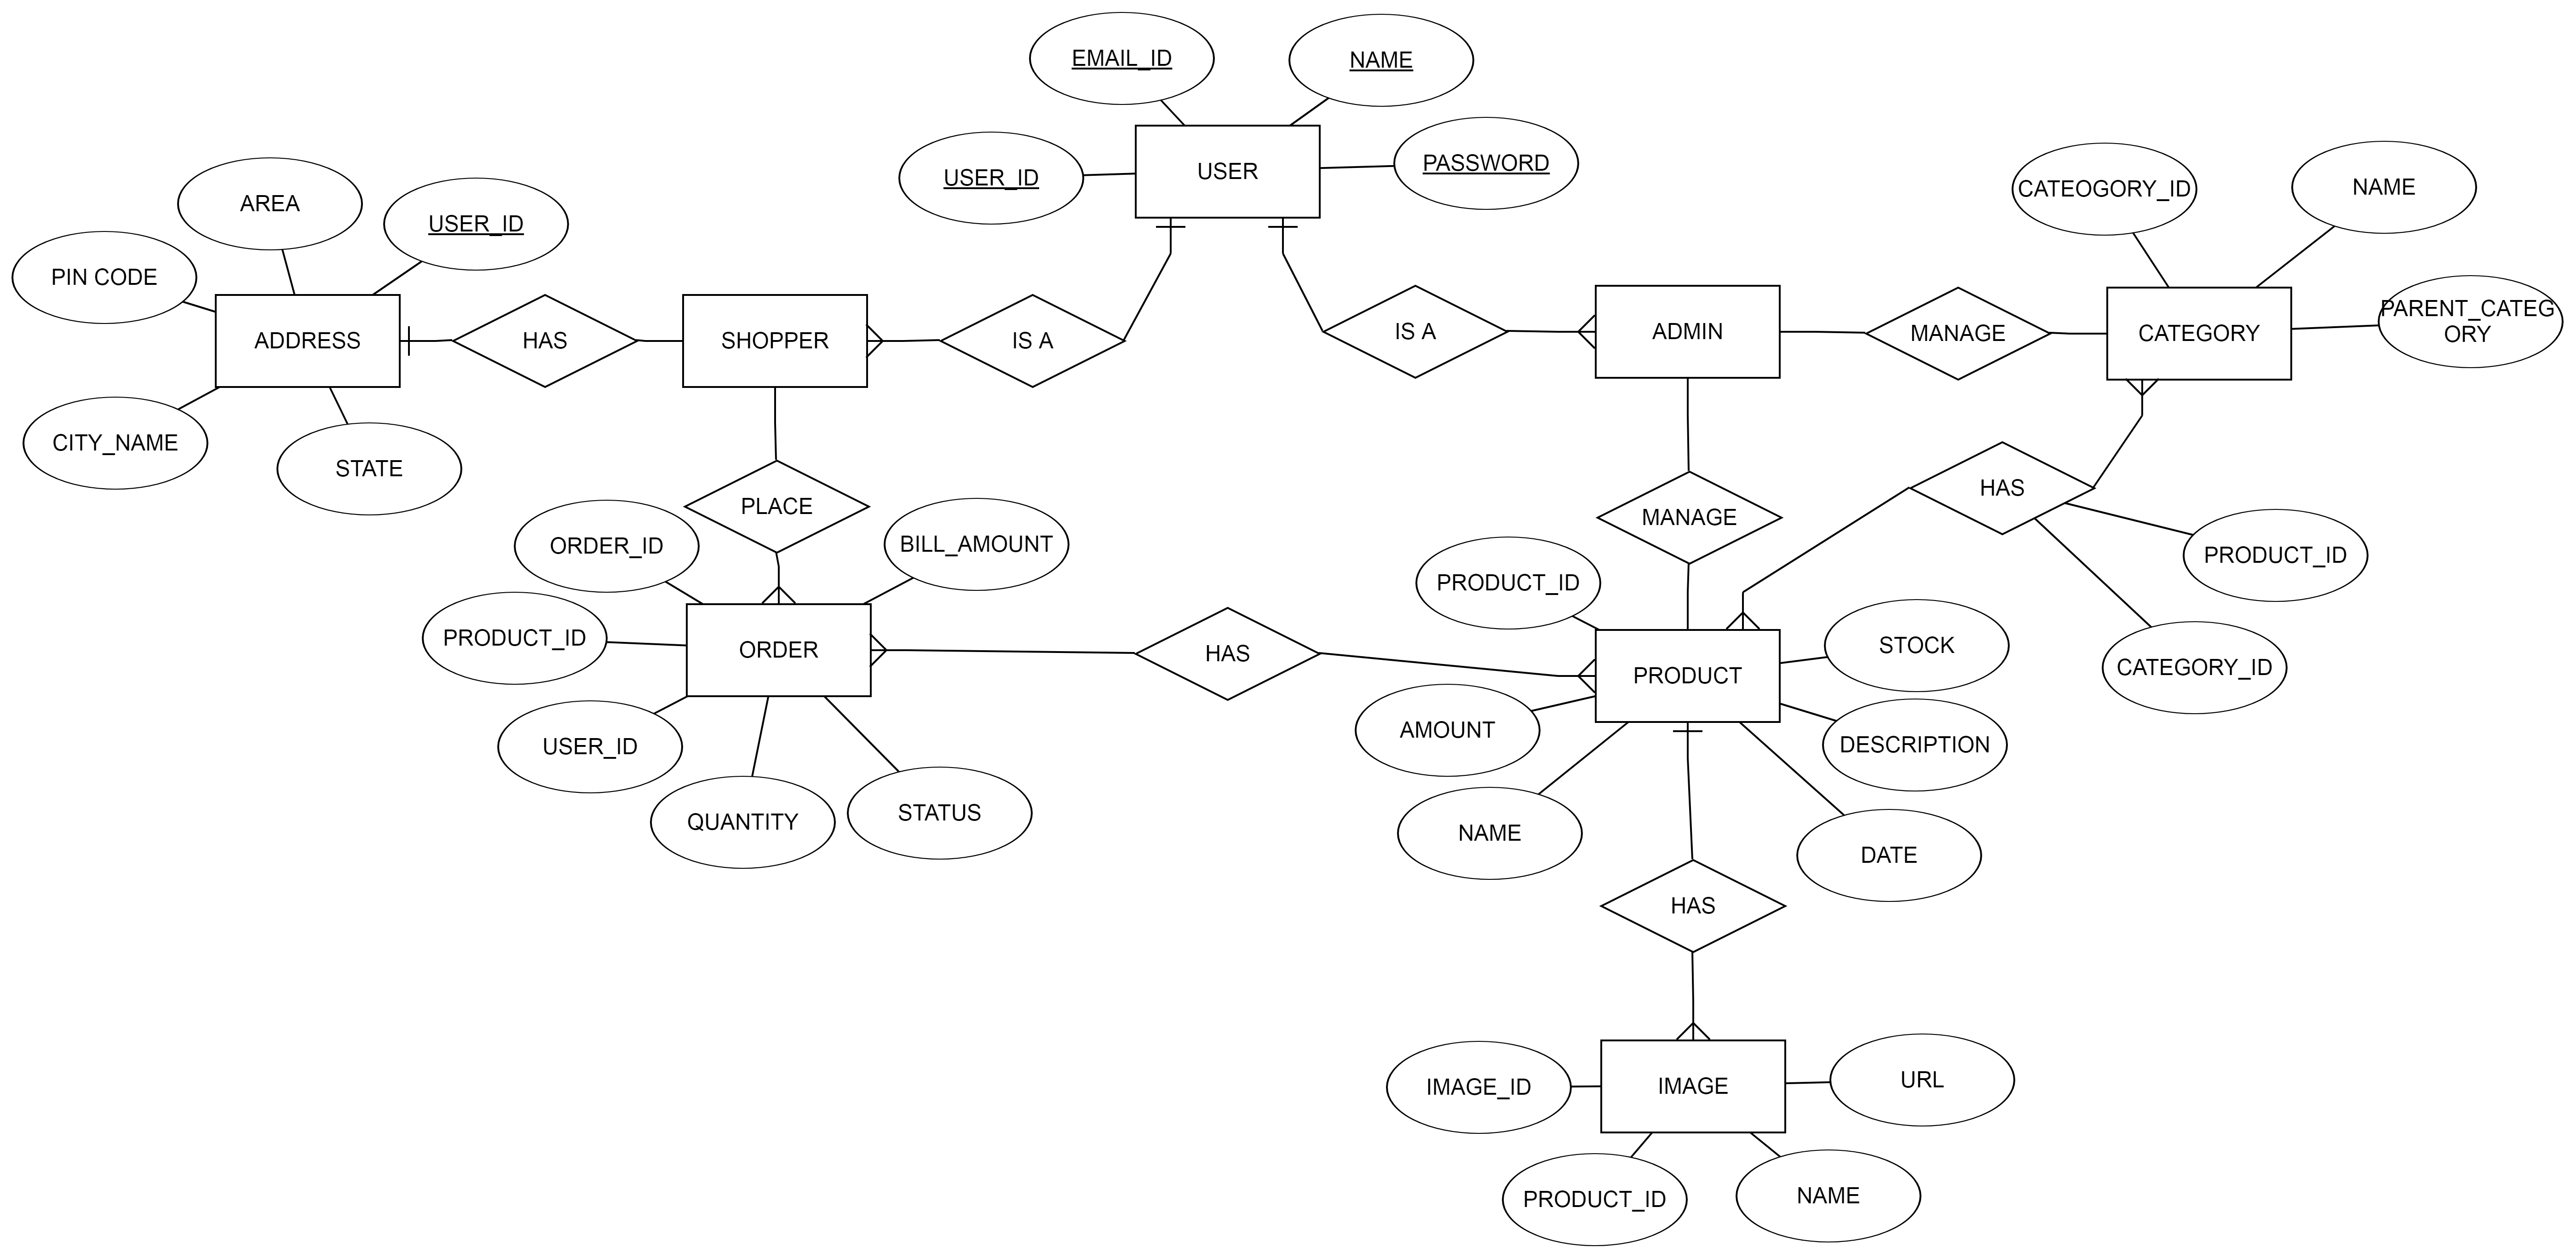 EMAIL_ID
NAME
USER_ID
USER
PASSWORD
AREA
USER_ID
PIN CODE
ADDRESS
HAS
SHOPPER
IS A
IS A
ADMIN
MANAGE
CATEOGORY_ID
NAME
CATEGORY
PARENT_CATEG
ORY
CITY_NAME
STATE
PLACE
ORDER_ID
BILL_AMOUNT
PRODUCT_ID
ORDER
USER_ID
QUANTITY
STATUS
HAS
MANAGE
HAS
PRODUCT_ID
CATEGORY_ID
PRODUCT_ID
PRODUCT
STOCK
AMOUNT
DESCRIPTION
NAME
DATE
HAS
IMAGE_ID
IMAGE
URL
PRODUCT_ID
NAME